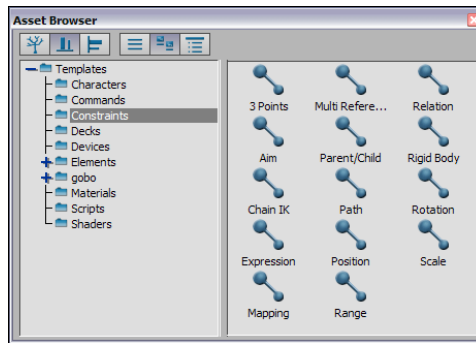 Asset Browser
Templates
Characters
Commands
Constraints
Decks
Devices
Elements
gobo
Materials
Scripts
Shaders
3 Points Multi Refere... Relation
Aim Parent/Child Rigid Body
Chain IK Path Rotation
Expression Position Scale
Mapping Range